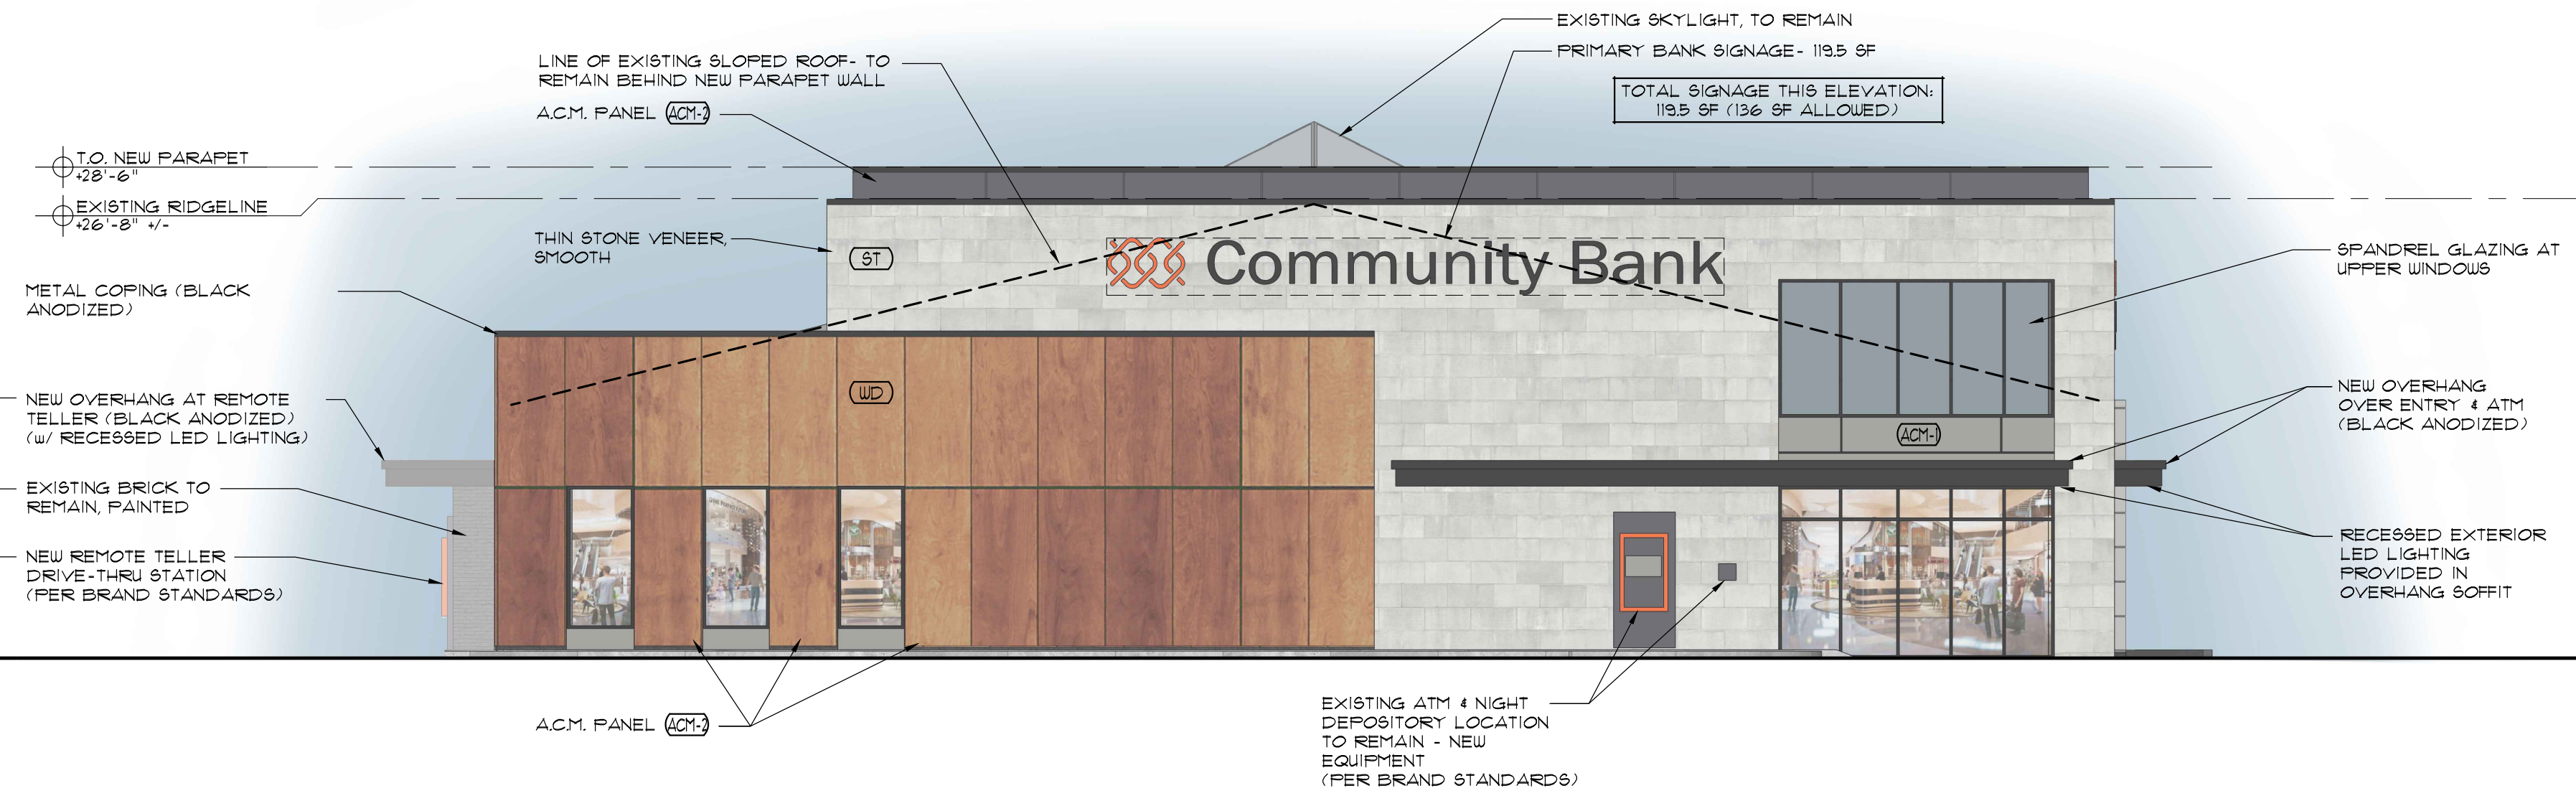 EXISTING SKYLIGHT, TO REMAIN
PRIMARY BANK SIGNAGE- 119.5 SF
TOTAL SIGNAGE THIS ELEVATION:
119.5 SF (136 SF ALLOWED)
LINE OF EXISTING SLOPED ROOF- TO
REMAIN BEHIND NEW PARAPET WALL
A.C.M. PANEL ACM-2
T.O. NEW PARAPET
+28'-6"
EXISTING RIDGELINE
+26'-8" +/-
THIN STONE VENEER,
SMOOTH
ST
Community Bank
METAL COPING (BLACK
ANODIZED)
SPANDREL GLAZING AT
UPPER WINDOWS
WD
NEW OVERHANG AT REMOTE
TELLER (BLACK ANODIZED)
(w/ RECESSED LED LIGHTING)
ACM-1
NEW OVERHANG
OVER ENTRY & ATM
(BLACK ANODIZED)
EXISTING BRICK TO
REMAIN, PAINTED
NEW REMOTE TELLER
DRIVE-THRU STATION
(PER BRAND STANDARDS)
RECESSED EXTERIOR
LED LIGHTING
PROVIDED IN
OVERHANG SOFFIT
A.C.M. PANEL ACM-2
EXISTING ATM & NIGHT
DEPOSITORY LOCATION
TO REMAIN - NEW
EQUIPMENT
(PER BRAND STANDARDS)